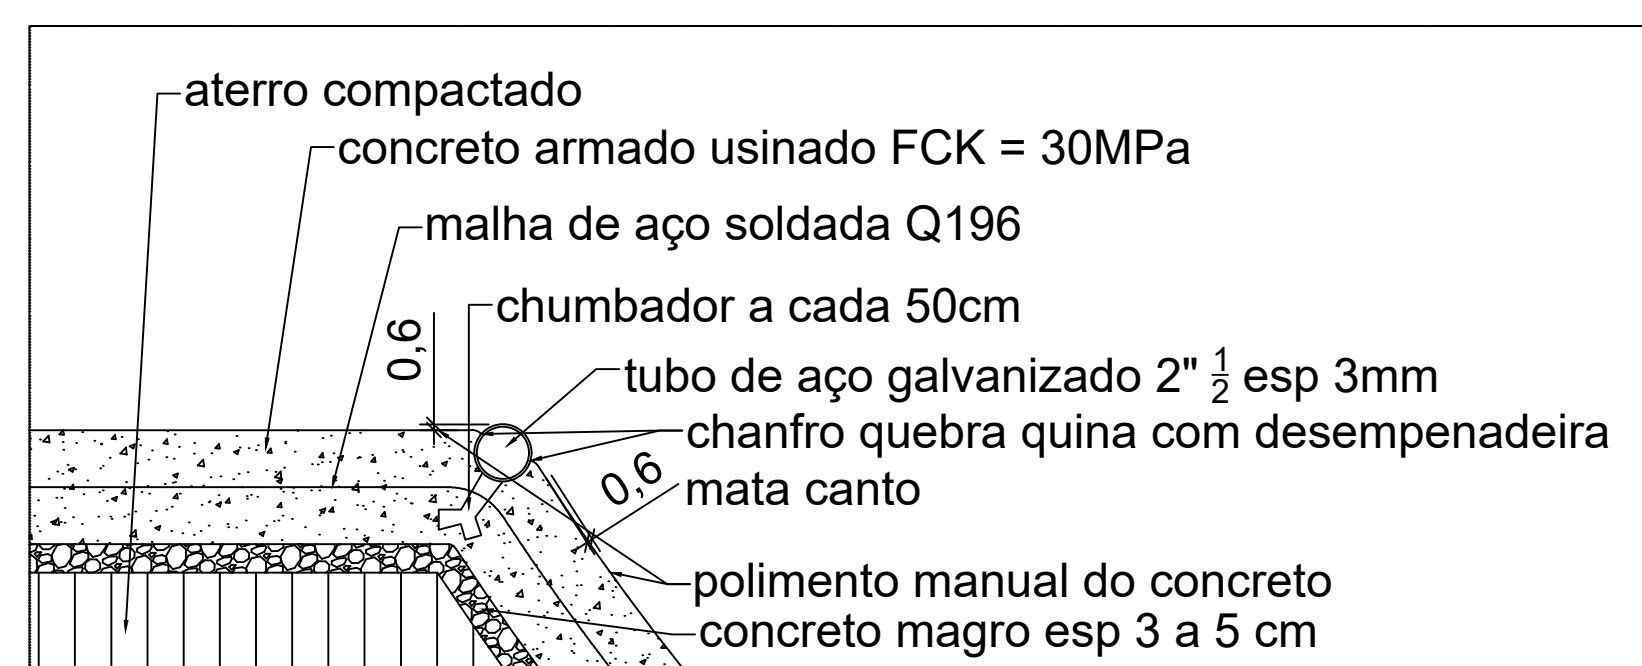 aterro compactado
concreto armado usinado FCK = 30MPa
malha de aço soldada Q196
chumbador a cada 50cm
0,6
tubo de aço galvanizado 2" 1/2 esp 3mm
chanfro quebra quina com desempenadeira
0,6
mata canto
polimento manual do concreto
concreto magro esp 3 a 5 cm